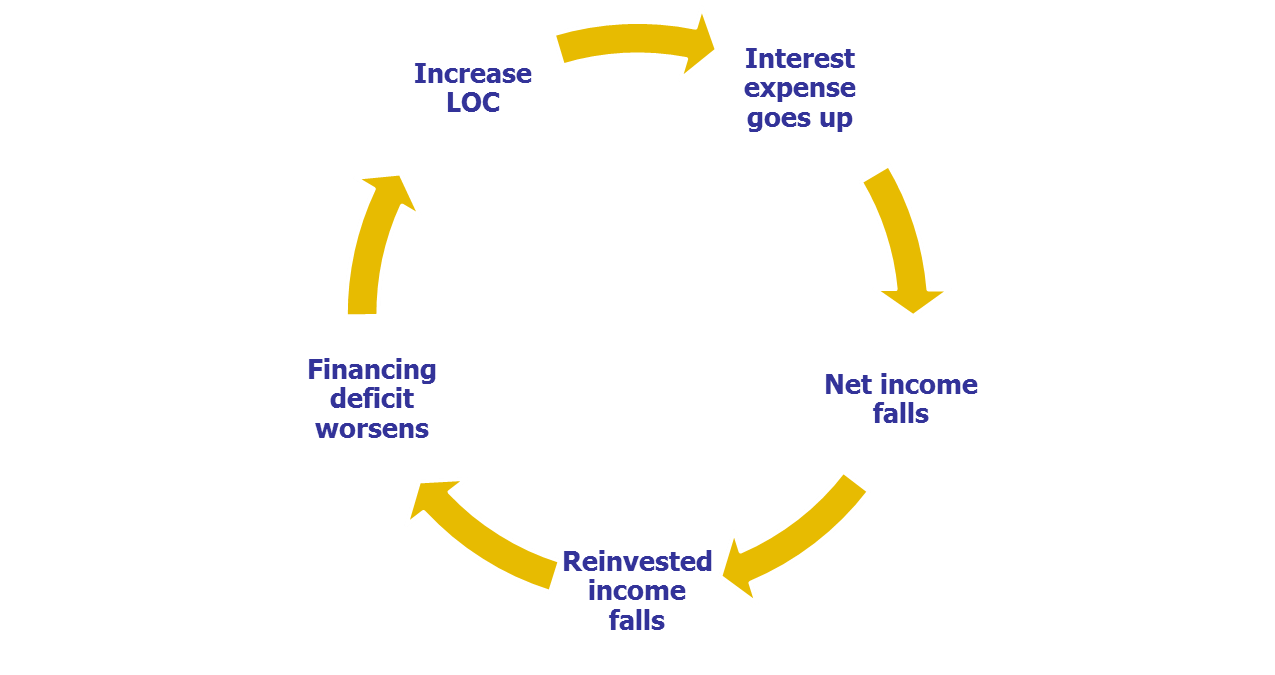 Increase
LOC
Interest
expense
goes up
Net income
falls
Reinvested
income
falls
Financing
deficit
worsens